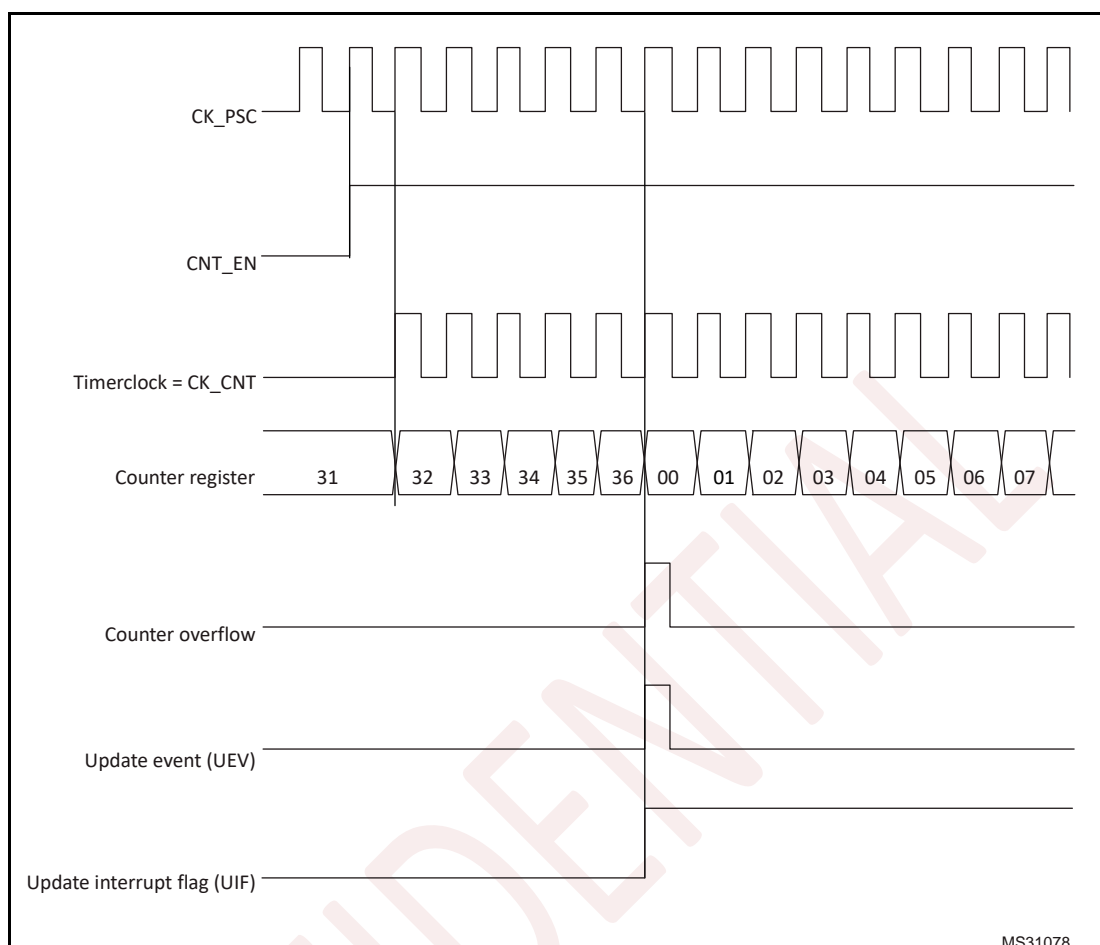 CK_PSC
CNT_EN
Timerclock = CK_CNT
Counter register 31 32 33 34 35 36 00 01 02 03 04 05 06 07
Counter overflow
Update event (UEV)
Update interrupt flag (UIF)
MS31078